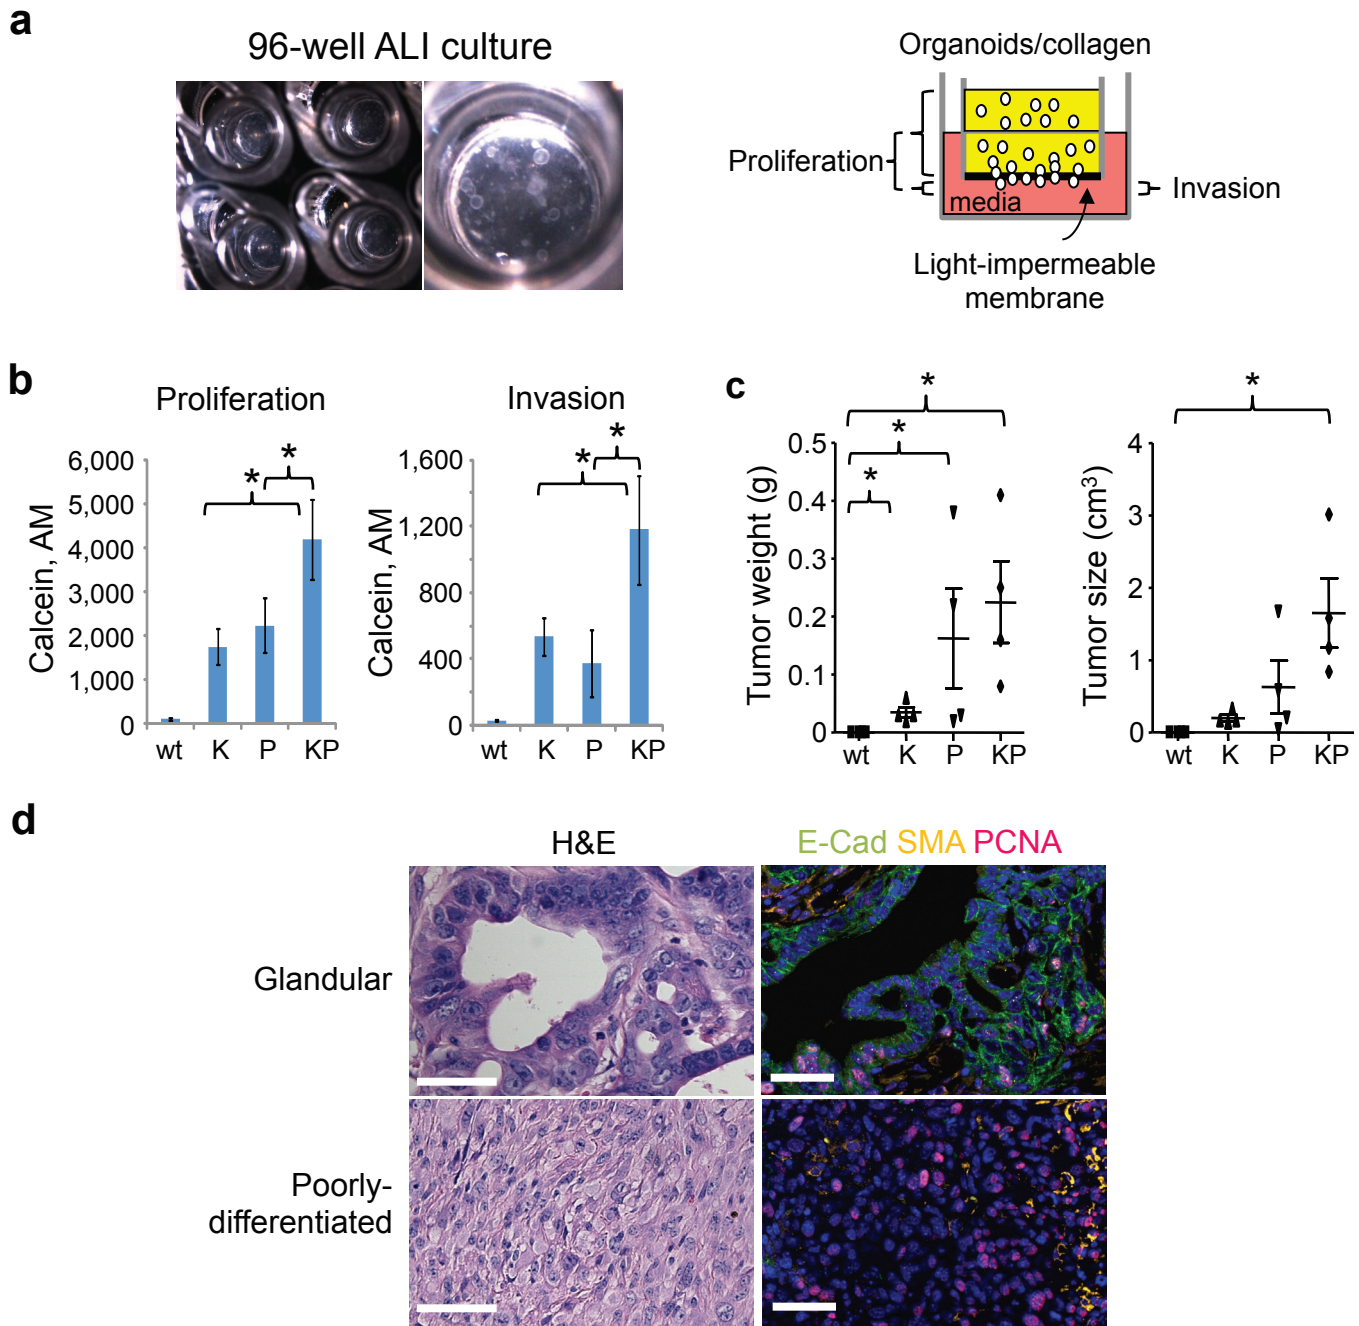 a
96-well ALI culture
Organoids/collagen
Proliferation
media
Invasion
Light-impermeable
membrane
b
Proliferation
Calcein, AM
6,000
5,000
4,000
3,000
2,000
1,000
0
* *
wt K P KP
Invasion
Calcein, AM
1,600
1,200
800
400
0
* *
wt K P KP
c
Tumor weight (g)
0.5
0.4
0.3
0.2
0.1
0
*
*
*
wt K P KP
Tumor size (cm³)
4
3
2
1
0
*
wt K P KP
d
H&E
E-Cad SMA PCNA
Glandular
Poorly-
differentiated